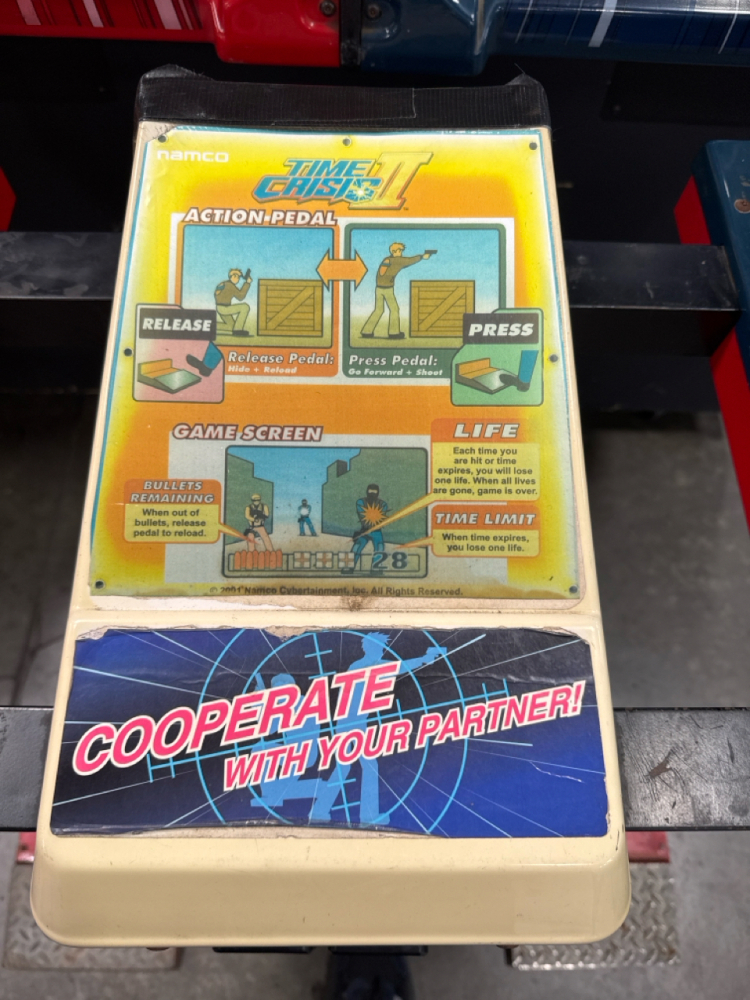 namco
TIME
CRISIS II
ACTION PEDAL
RELEASE
PRESS
Release Pedal:
Hide + Reload
Press Pedal:
Go Forward + Shoot
GAME SCREEN
LIFE
Each time you
are hit or time
expires, you will lose
one life. When all lives
are gone, game is over.
BULLETS
REMAINING
When out of
bullets, release
pedal to reload.
TIME LIMIT
When time expires,
you lose one life.
28
© 2001 Namco Cybertainment, Inc. All Rights Reserved.
COOPERATE
WITH YOUR PARTNER!